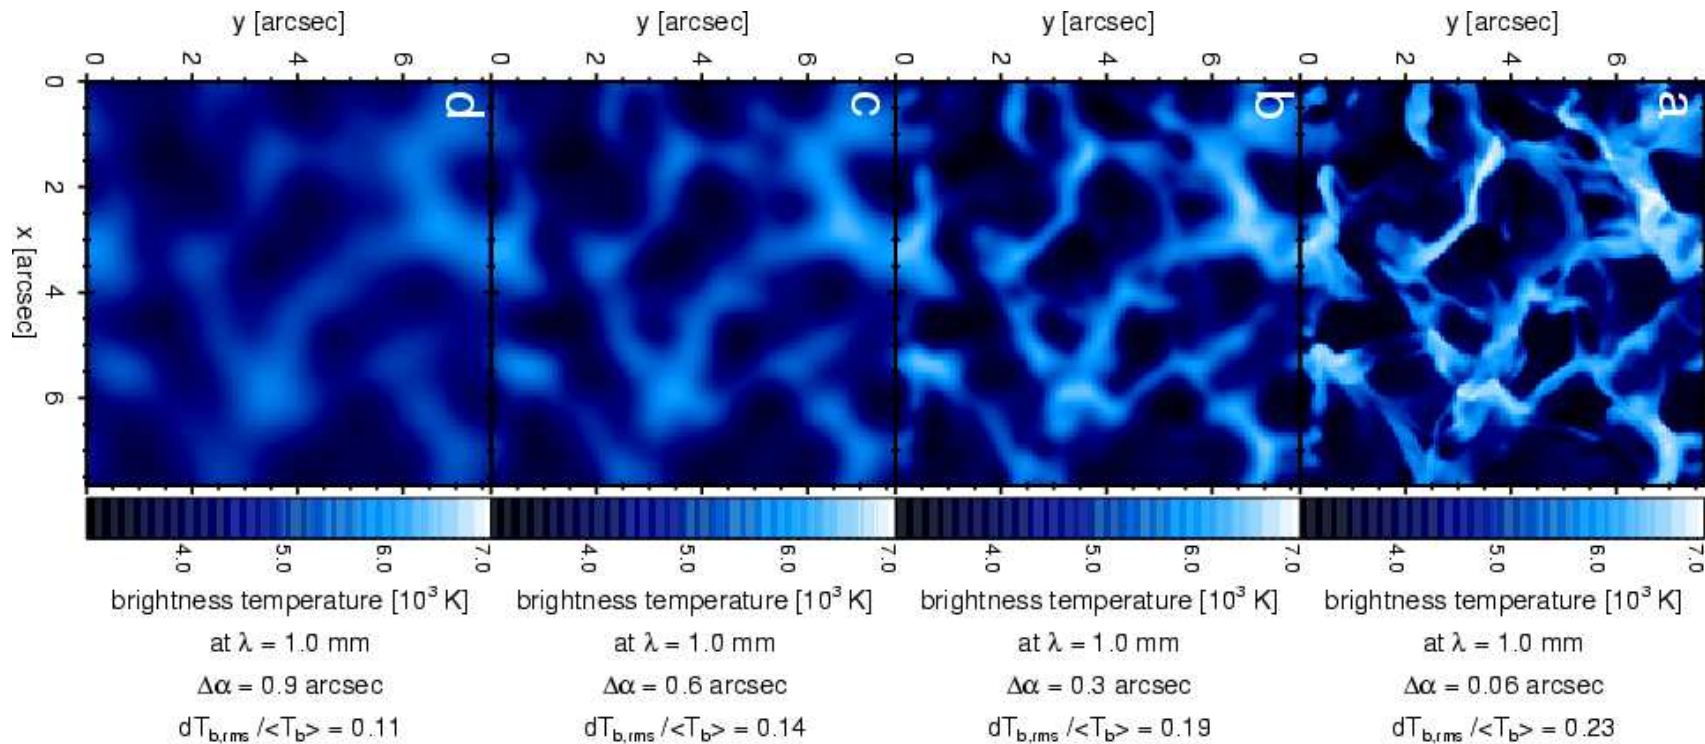 y [arcsec] y [arcsec] y [arcsec] y [arcsec]
0 2 4 6 0 2 4 6 0 2 4 6 0 2 4 6
d c b a
0
2
4
6
x [arcsec]
4.0 5.0 6.0 7.0 4.0 5.0 6.0 7.0 4.0 5.0 6.0 7.0 4.0 5.0 6.0 7.0
brightness temperature [10³ K] brightness temperature [10³ K] brightness temperature [10³ K] brightness temperature [10³ K]
at λ = 1.0 mm at λ = 1.0 mm at λ = 1.0 mm at λ = 1.0 mm
Δα = 0.9 arcsec Δα = 0.6 arcsec Δα = 0.3 arcsec Δα = 0.06 arcsec
dT_b,rms /<T_b> = 0.11 dT_b,rms /<T_b> = 0.14 dT_b,rms /<T_b> = 0.19 dT_b,rms /<T_b> = 0.23